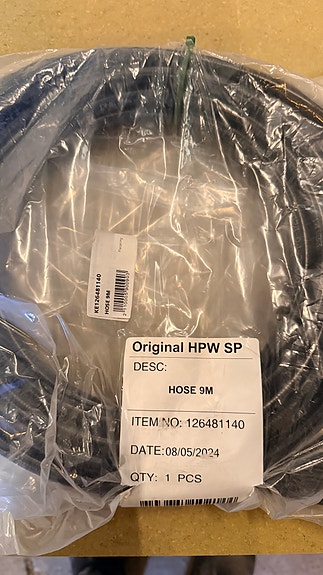 KE126481140
HOSE 9M
Original HPW SP
DESC:
HOSE 9M
ITEM NO: 126481140
DATE:08/05/2024
QTY: 1 PCS